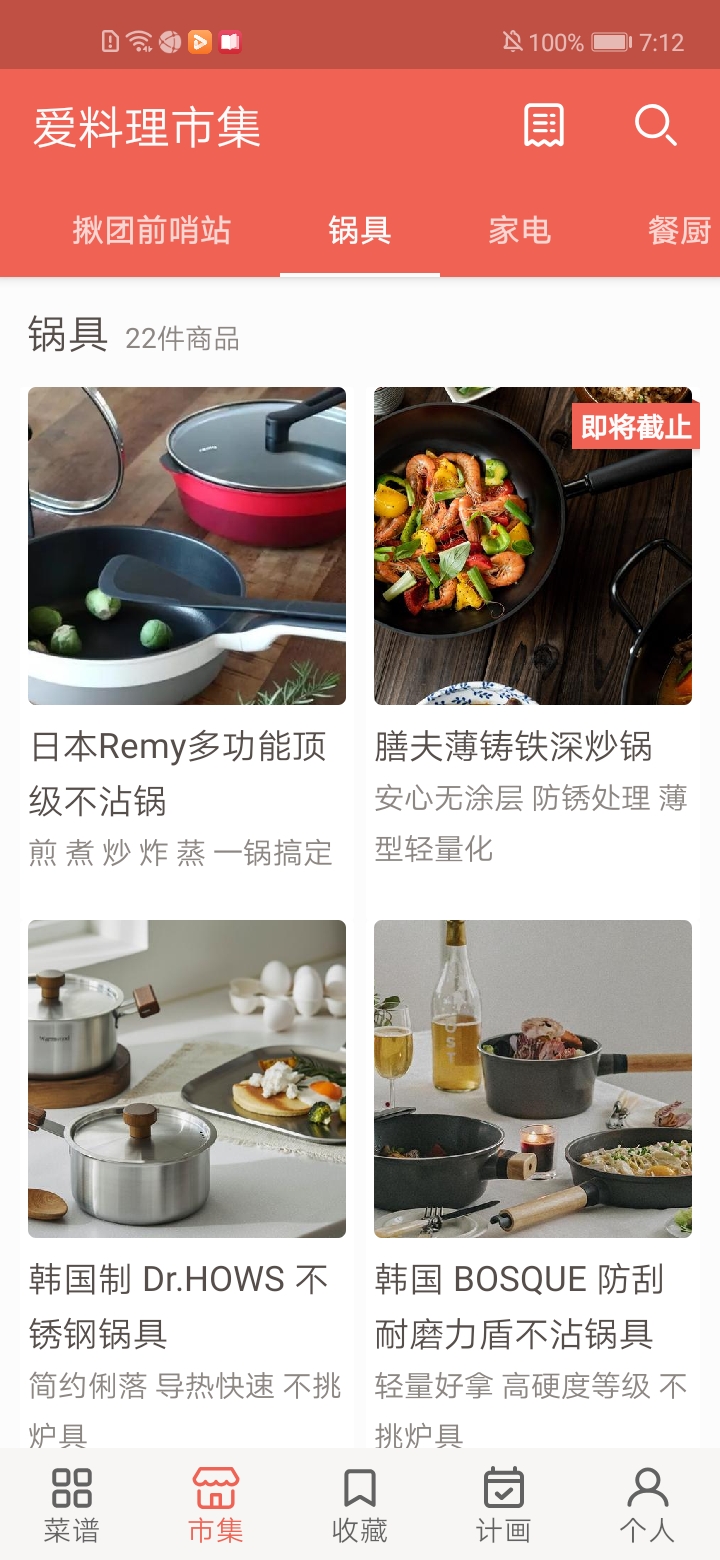 100% 7:12
爱料理市集
揪团前哨站 锅具 家电 餐厨
锅具 22件商品
即将截止
日本Remy多功能顶
级不沾锅
煎 煮 炒 炸 蒸 一锅搞定
膳夫薄铸铁深炒锅
安心无涂层 防锈处理 薄
型轻量化
韩国制 Dr.HOWS 不
锈钢锅具
简约俐落 导热快速 不挑
炉具
韩国 BOSQUE 防刮
耐磨力盾不沾锅具
轻量好拿 高硬度等级 不
挑炉具
菜谱 市集 收藏 计画 个人